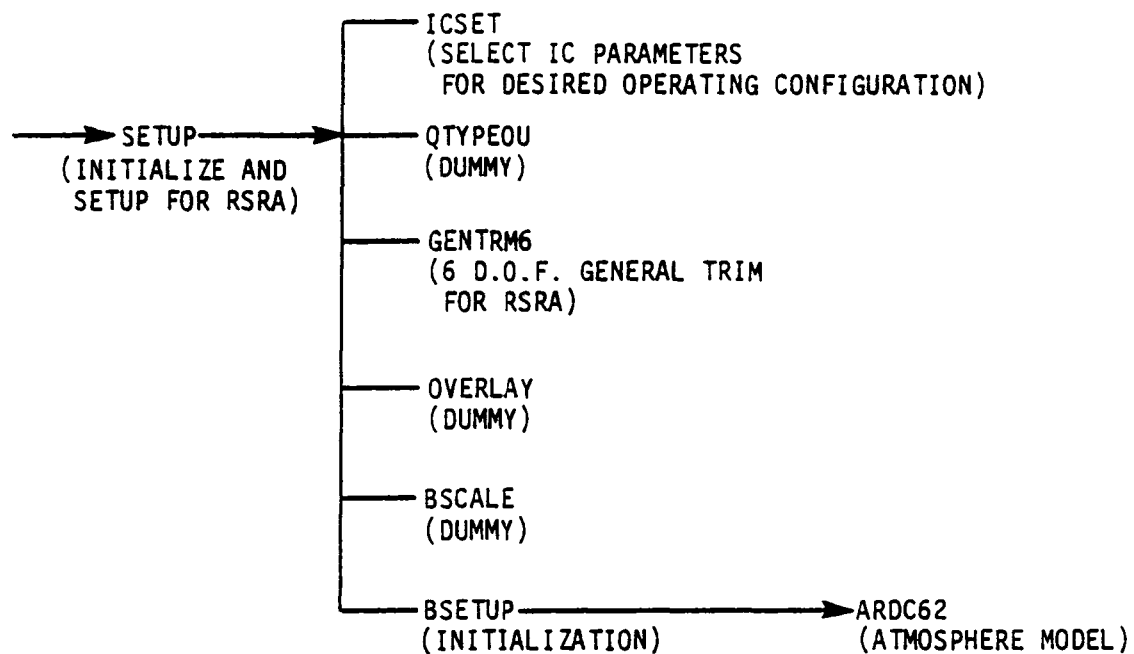 ICSET
(SELECT IC PARAMETERS
FOR DESIRED OPERATING CONFIGURATION)
SETUP
(INITIALIZE AND
SETUP FOR RSRA)
QTYPEOU
(DUMMY)
GENTRM6
(6 D.O.F. GENERAL TRIM
FOR RSRA)
OVERLAY
(DUMMY)
BSCALE
(DUMMY)
BSETUP
(INITIALIZATION)
ARDC62
(ATMOSPHERE MODEL)